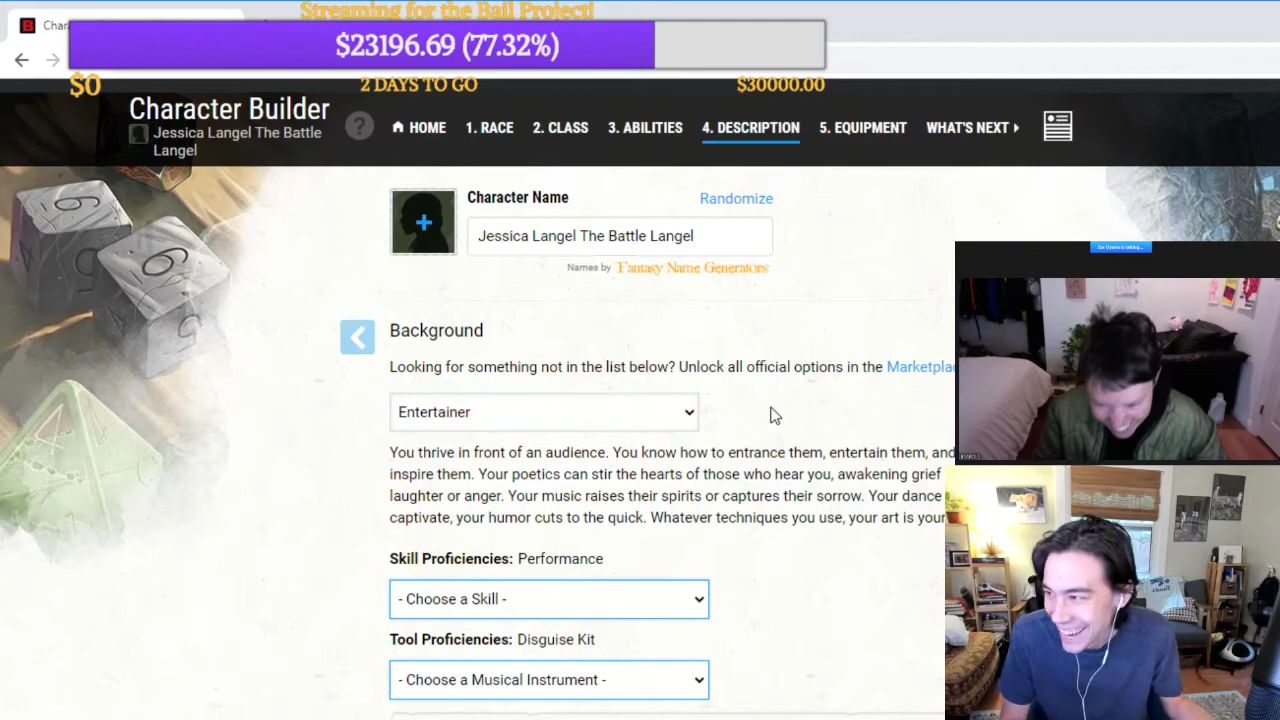 Streaming for the Bail Project!
Char
$23196.69 (77.32%)
$0
2 DAYS TO GO
$30000.00
Character Builder
Jessica Langel The Battle
Langel
?
HOME
1. RACE
2. CLASS
3. ABILITIES
4. DESCRIPTION
5. EQUIPMENT
WHAT'S NEXT
Character Name
Randomize
Jessica Langel The Battle Langel
Names by Fantasy Name Generators
Background
Looking for something not in the list below? Unlock all official options in the Marketplac
Entertainer
You thrive in front of an audience. You know how to entrance them, entertain them, and
inspire them. Your poetics can stir the hearts of those who hear you, awakening grief
laughter or anger. Your music raises their spirits or captures their sorrow. Your dance
captivate, your humor cuts to the quick. Whatever techniques you use, your art is your
Skill Proficiencies: Performance
- Choose a Skill -
Tool Proficiencies: Disguise Kit
- Choose a Musical Instrument -